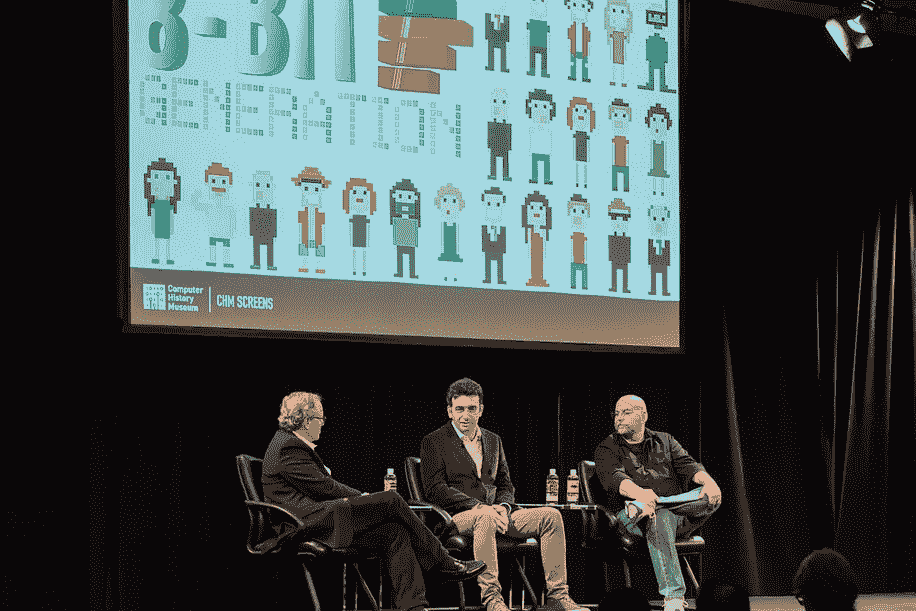 8-BIT
GENERATION
Computer
History
Museum
CHM SCREENS